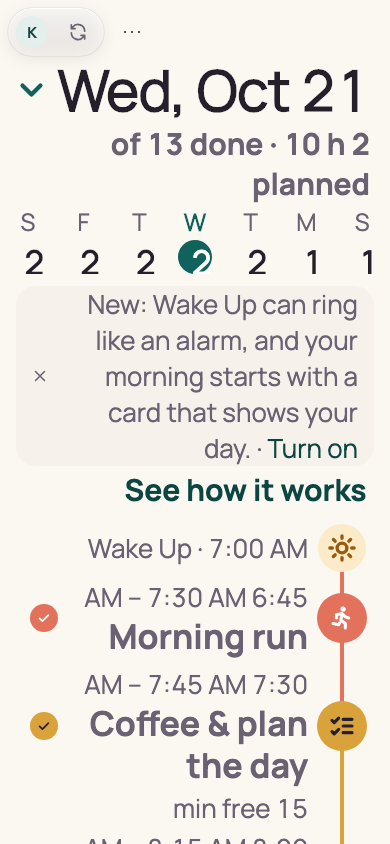 K
Wed, Oct 21
of 13 done · 10 h 2
planned
S F T W T M S
2 2 2 2 2 1 1
New: Wake Up can ring
like an alarm, and your
morning starts with a
card that shows your
day. · Turn on
See how it works
Wake Up · 7:00 AM
AM – 7:30 AM 6:45
Morning run
AM – 7:45 AM 7:30
Coffee & plan
the day
min free 15